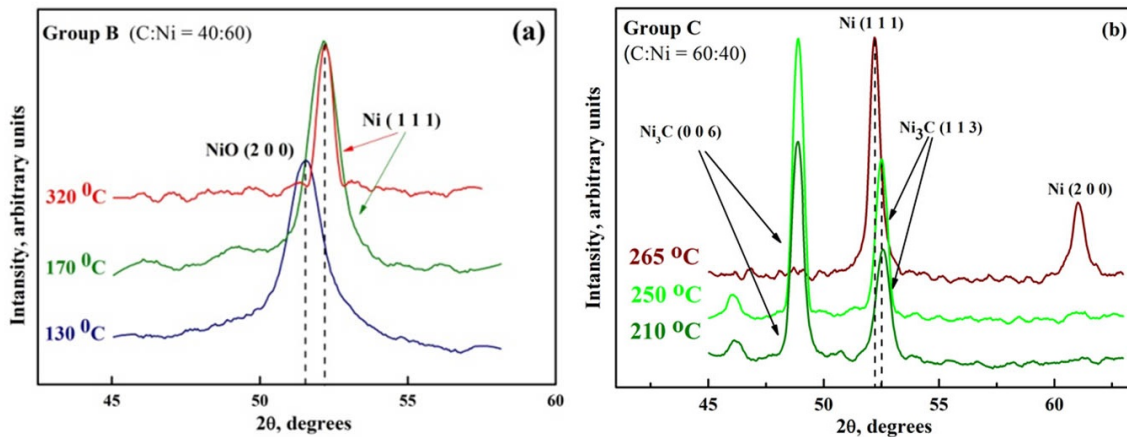 Group B (C:Ni = 40:60)
(a)
Ni (1 1 1)
NiO (2 0 0)
320 ⁰C
170 ⁰C
130 ⁰C
Intansity, arbitrary units
45
50
55
60
2θ, degrees
Group C
(C:Ni = 60:40)
Ni (1 1 1)
(b)
Ni₃C (0 0 6)
Ni₃C (1 1 3)
Ni (2 0 0)
265 ⁰C
250 ⁰C
210 ⁰C
Intansity, arbitrary units
45
50
55
60
2θ, degrees